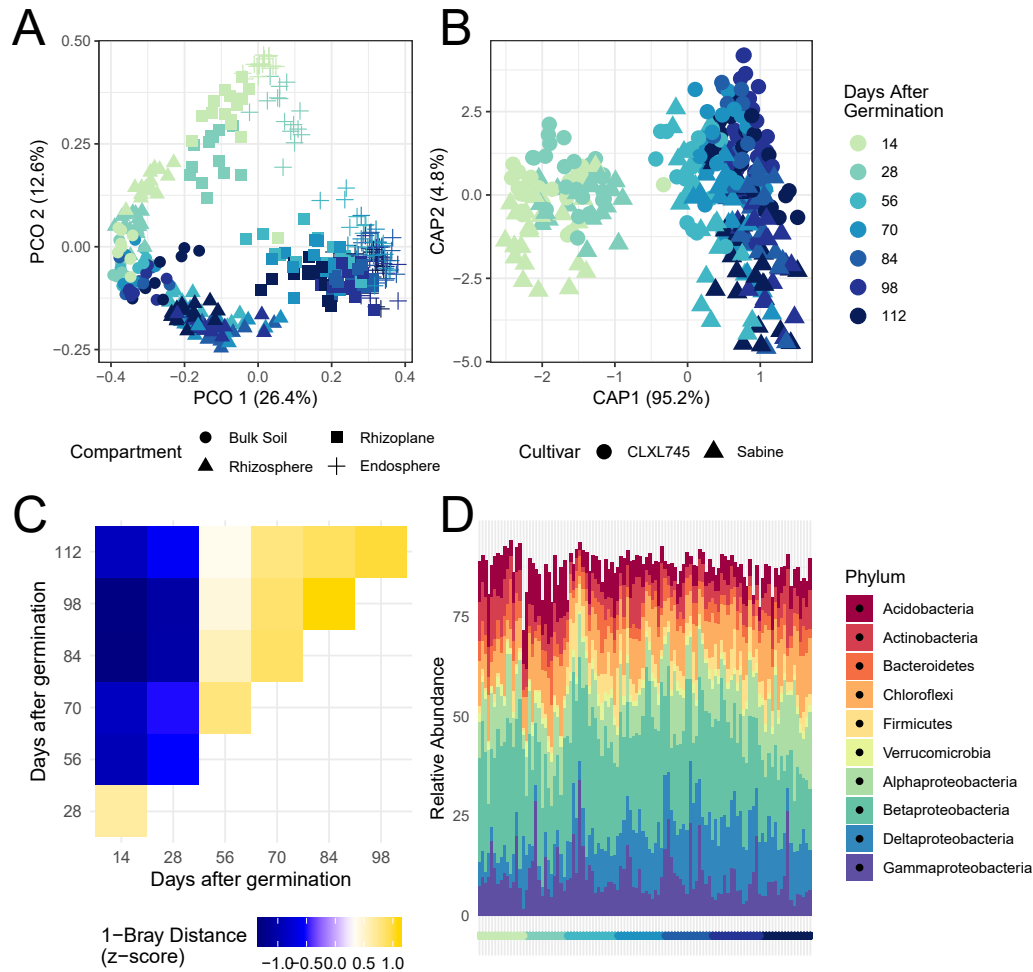 A
0.50
0.25
0.00
−0.25
PCO 2 (12.6%)
−0.4
−0.2
0.0
0.2
0.4
PCO 1 (26.4%)
Compartment
Bulk Soil
Rhizosphere
Rhizoplane
Endosphere
B
2.5
0.0
−2.5
−5.0
CAP2 (4.8%)
−2
−1
0
1
CAP1 (95.2%)
Cultivar
CLXL745
Sabine
Days After
Germination
14
28
56
70
84
98
112
C
112
98
84
70
56
28
Days after germination
14
28
56
70
84
98
Days after germination
1−Bray Distance
(z−score)
−1.0
−0.5
0.0
0.5
1.0
D
75
50
25
0
Relative Abundance
Phylum
Acidobacteria
Actinobacteria
Bacteroidetes
Chloroflexi
Firmicutes
Verrucomicrobia
Alphaproteobacteria
Betaproteobacteria
Deltaproteobacteria
Gammaproteobacteria